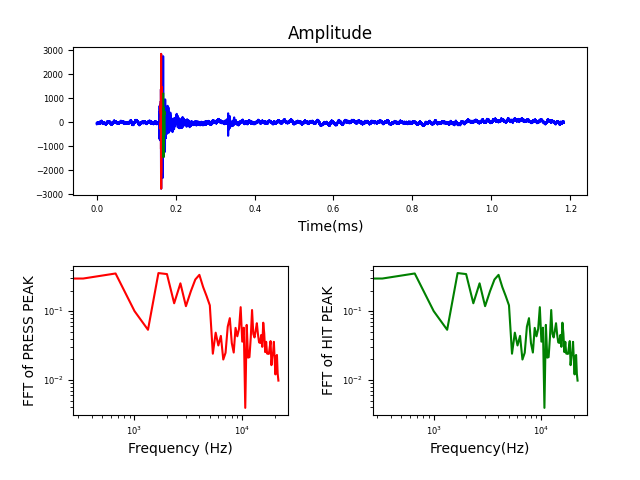 Amplitude
3000
2000
1000
0
−1000
−2000
−3000
0.0 0.2 0.4 0.6 0.8 1.0 1.2
Time(ms)
FFT of PRESS PEAK
10⁻¹
10⁻²
10³ 10⁴
Frequency (Hz)
FFT of HIT PEAK
10⁻¹
10⁻²
10³ 10⁴
Frequency(Hz)